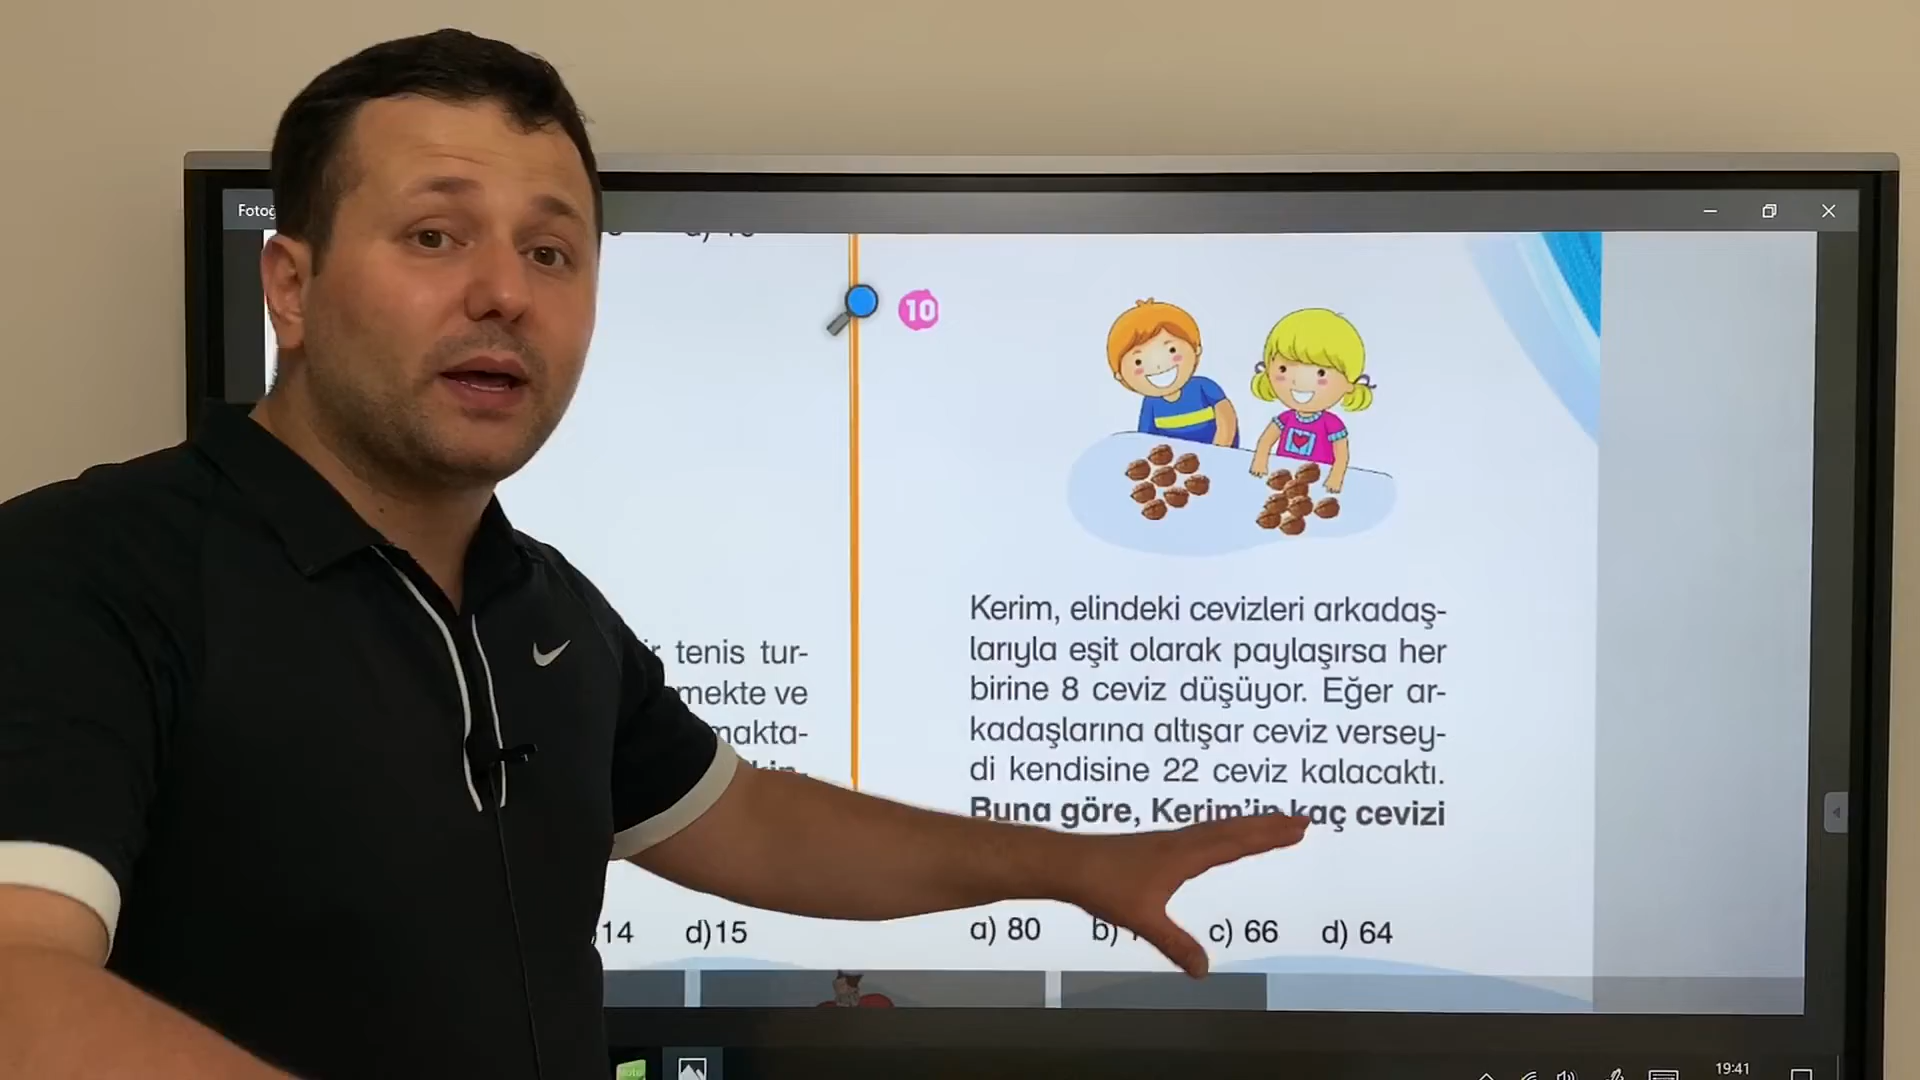 10
Kerim, elindeki cevizleri arkadaş-
larıyla eşit olarak paylaşırsa her
birine 8 ceviz düşüyor. Eğer ar-
kadaşlarına altışar ceviz versey-
di kendisine 22 ceviz kalacaktı.
Buna göre, Kerim'in kaç cevizi
a) 80 b) c) 66 d) 64
tenis tur-
mekte ve
14 d)15
19:41